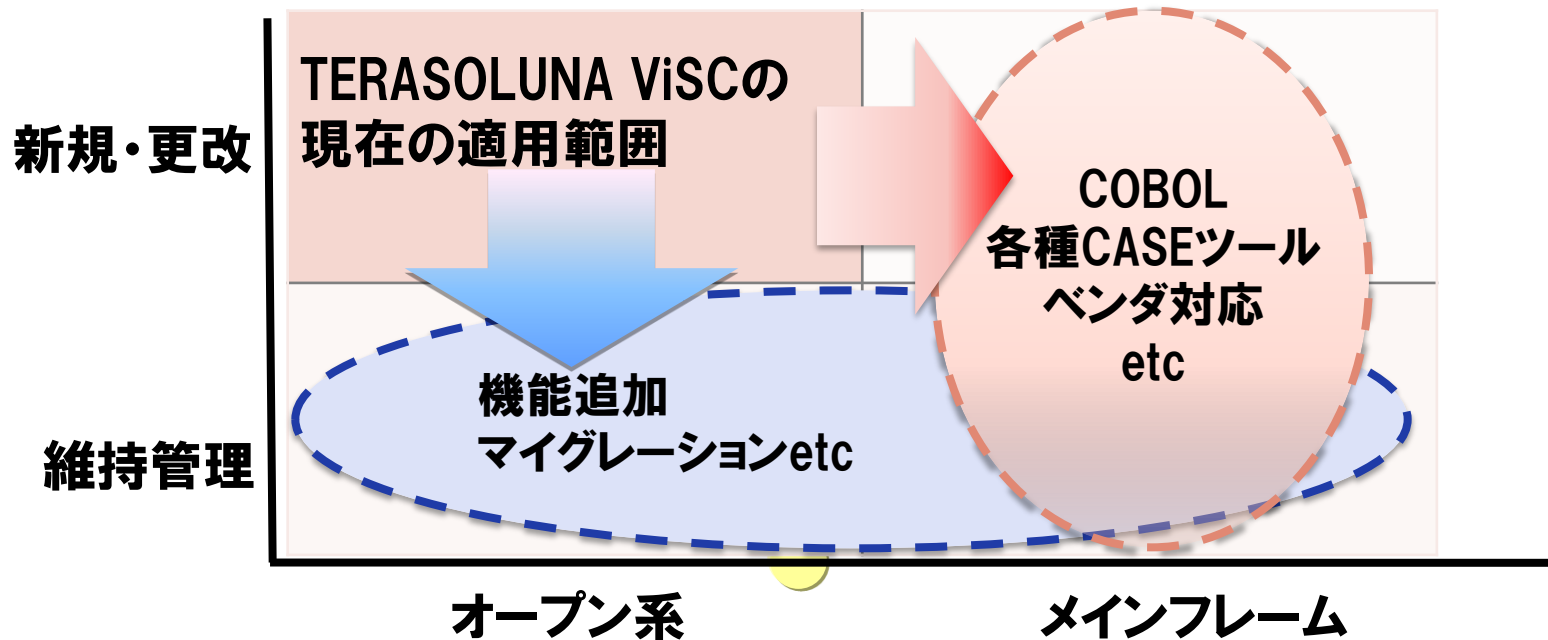 TERASOLUNA ViSCの
現在の適用範囲
新規・更改
COBOL
各種CASEツール
ベンダ対応
etc
機能追加
マイグレーションetc
維持管理
オープン系
メインフレーム